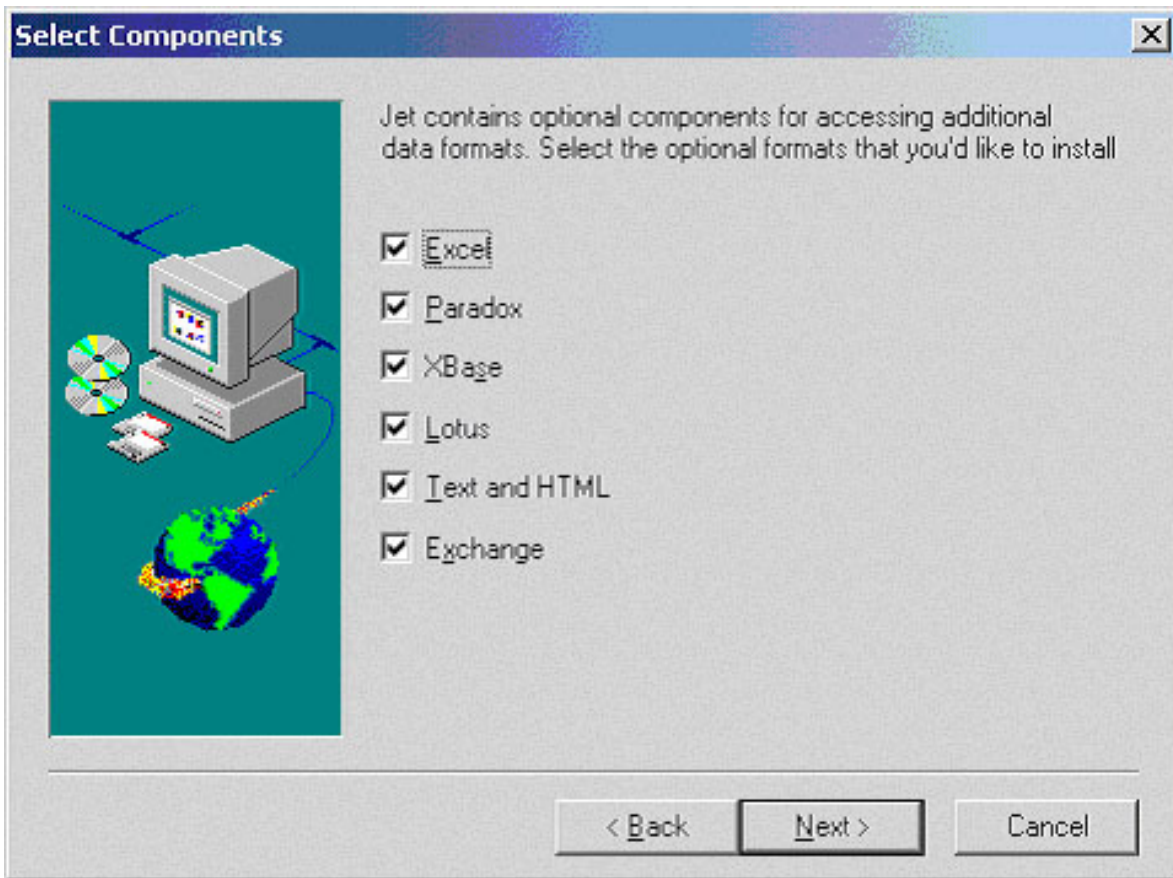 Select Components
Jet contains optional components for accessing additional
data formats. Select the optional formats that you'd like to install
Excel
Paradox
XBase
Lotus
Text and HTML
Exchange
< Back
Next >
Cancel